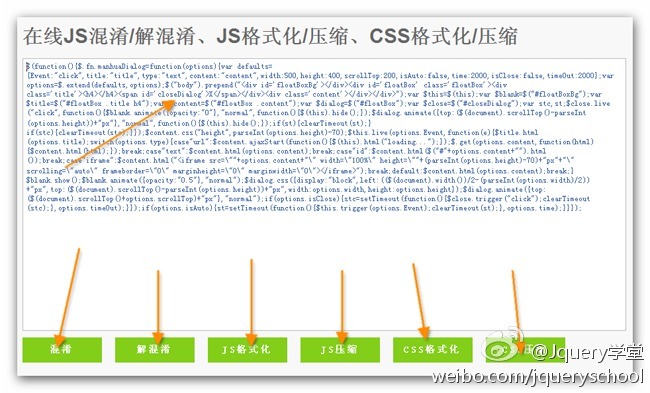 在线JS混淆/解混淆、JS格式化/压缩、CSS格式化/压缩
$(function(){$.fn.manhuaDialog=function(options){var defaults=
{Event:"click",title:"title",type:"text",content:"content",width:500,height:400,scrollTop:200,isAuto:false,time:2000,isClose:false,timeOut:2000};var
options=$.extend(defaults,options);$("body").prepend("<div id='floatBoxBg'></div><div id='floatBox' class='floatBox'><div
class='title'><h4></h4><span id='closeDialog'>X</span></div><div class='content'></div></div>");var $this=$(this);var $blank=$("#floatBoxBg");var
$title=$("#floatBox .title h4");var $content=$("#floatBox .content");var $dialog=$("#floatBox");var $close=$("#closeDialog");var stc,st;$close.live
("click",function(){$blank.animate({opacity:"0"},"normal",function(){$(this).hide();});$dialog.animate({top:($(document).scrollTop()-parseInt
(options.height))+"px"},"normal",function(){$(this).hide();});if(st){clearTimeout(st);}
if(stc){clearTimeout(stc);}});$content.css("height",parseInt(options.height)-70);$this.live(options.Event,function(e){$title.html
(options.title);switch(options.type){case"url":$content.ajaxStart(function(){$(this).html("loading...");});$.get(options.content,function(html)
{$content.html(html);});break;case"text":$content.html(options.content);break;case"id":$content.html($("#"+options.content+"").html
());break;case"iframe":$content.html("<iframe src=\""+options.content+"\" width=\"100%\" height=\""+(parseInt(options.height)-70)+"px"+"\"
scrolling=\"auto\" frameborder=\"0\" marginheight=\"0\" marginwidth=\"0\"></iframe>");break;default:$content.html(options.content);break;}
$blank.show();$blank.animate({opacity:"0.5"},"normal");$dialog.css({display:"block",left:(($(document).width())/2-(parseInt(options.width)/2))
+"px",top:($(document).scrollTop()-parseInt(options.height))+"px",width:options.width,height:options.height});$dialog.animate({top:
($(document).scrollTop()+options.scrollTop)+"px"},"normal");if(options.isClose){stc=setTimeout(function(){$close.trigger("click");clearTimeout
(stc);},options.timeOut);}});if(options.isAuto){st=setTimeout(function(){$this.trigger(options.Event);clearTimeout(st);},options.time);}}});
混淆 解混淆 JS格式化 JS压缩 CSS格式化 CSS压缩
@Jquery学堂
weibo.com/jqueryschool